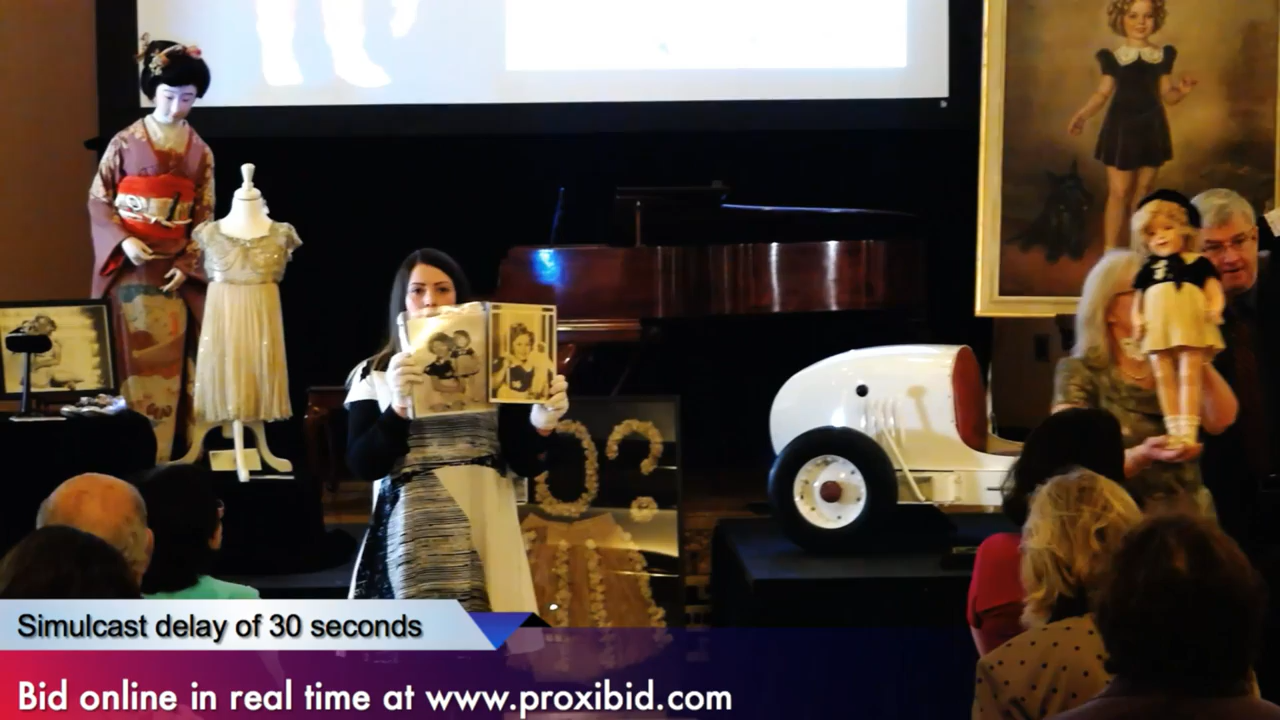 Simulcast delay of 30 seconds
Bid online in real time at www.proxibid.com